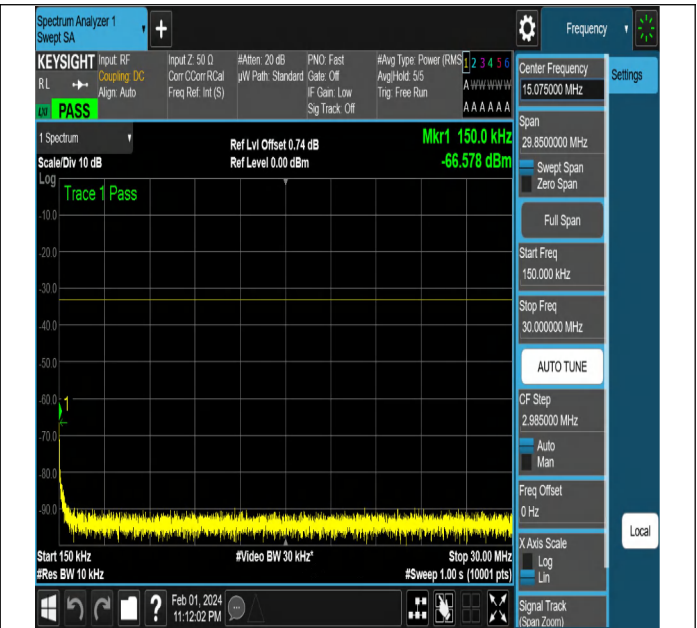 Spectrum Analyzer 1
Swept SA
Frequency
KEYSIGHT
Input: RF
Input Z: 50 Ω
#Atten: 20 dB
PNO: Fast
#Avg Type: Power (RMS
1 2 3 4 5 6
R L
Coupling: DC
Corr CCorr RCal
µW Path: Standard
Gate: Off
Avg|Hold: 5/5
A W W W W W
Align: Auto
Freq Ref: Int (S)
IF Gain: Low
Trig: Free Run
Sig Track: Off
A A A A A A
PASS
1 Spectrum
Ref Lvl Offset 0.74 dB
Mkr1 150.0 kHz
Scale/Div 10 dB
Ref Level 0.00 dBm
-66.578 dBm
Log
Trace 1 Pass
-10.0
-20.0
-30.0
-40.0
-50.0
-60.0
1
-70.0
-80.0
-90.0
Start 150 kHz
#Video BW 30 kHz*
Stop 30.00 MHz
#Res BW 10 kHz
#Sweep 1.00 s (10001 pts)
Feb 01, 2024
11:12:02 PM
Center Frequency
15.075000 MHz
Settings
Span
29.8500000 MHz
Swept Span
Zero Span
Full Span
Start Freq
150.000 kHz
Stop Freq
30.000000 MHz
AUTO TUNE
CF Step
2.985000 MHz
Auto
Man
Freq Offset
0 Hz
Local
X Axis Scale
Log
Lin
Signal Track
(Span Zoom)